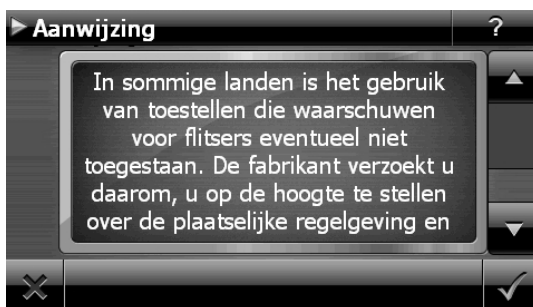 Aanwijzing ?
In sommige landen is het gebruik
van toestellen die waarschuwen
voor flitsers eventueel niet
toegestaan. De fabrikant verzoekt u
daarom, u op de hoogte te stellen
over de plaatselijke regelgeving en